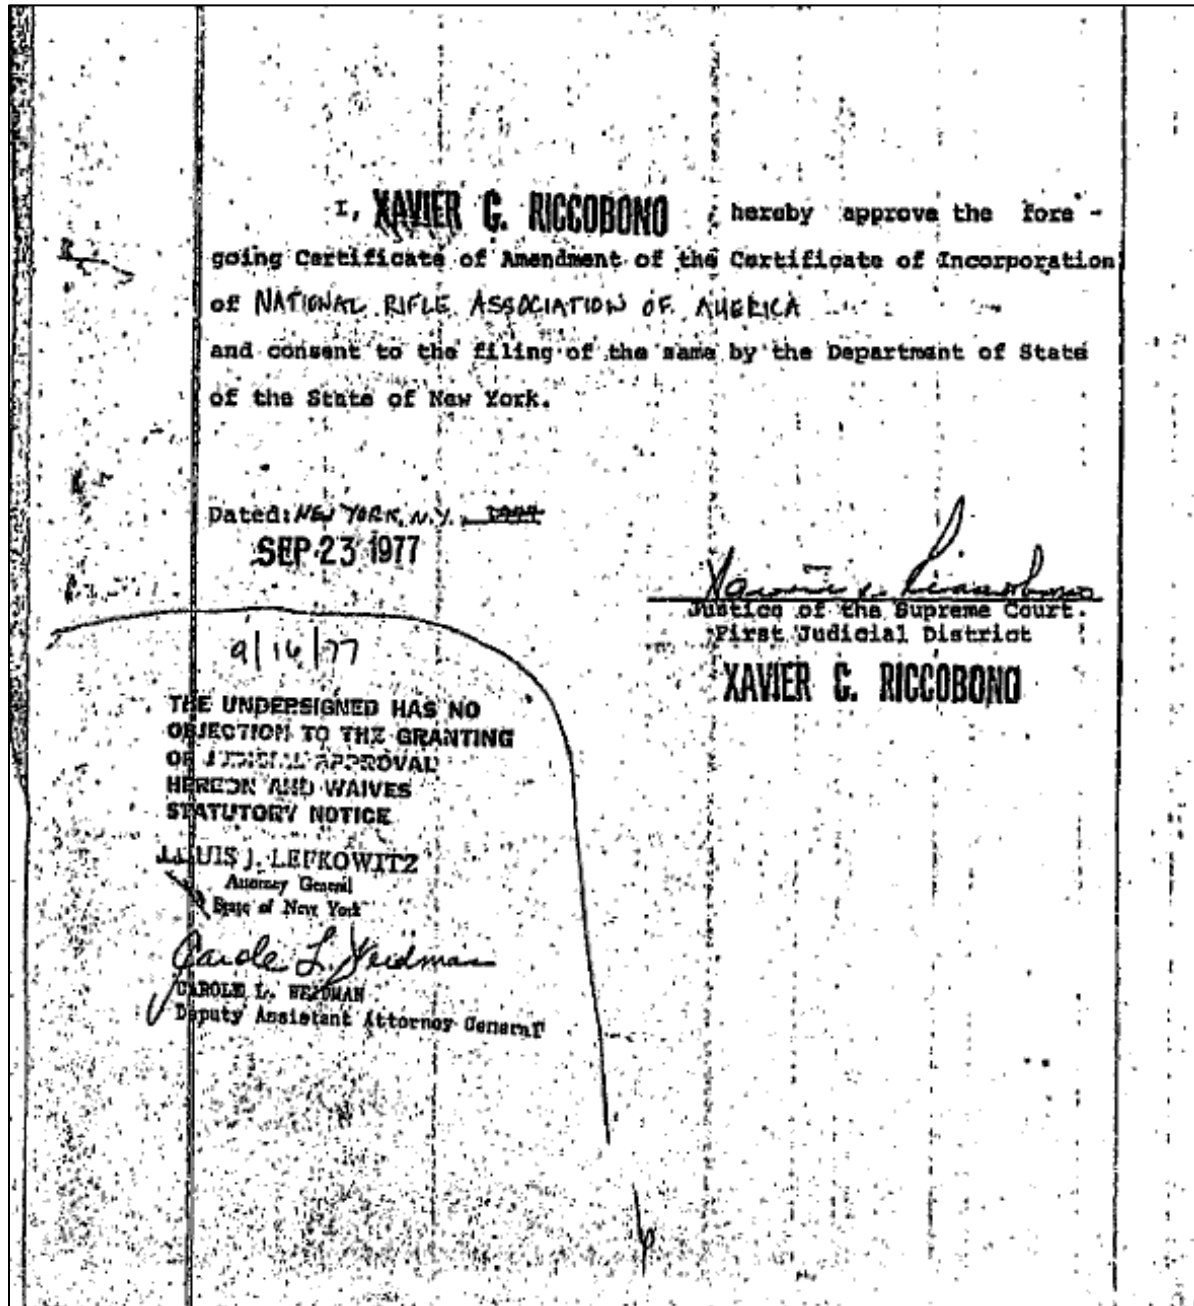 I, XAVIER C. RICCOBONO hereby approve the fore-
going Certificate of Amendment of the Certificate of Incorporation
of NATIONAL RIFLE ASSOCIATION OF AMERICA
and consent to the filing of the same by the Department of State
of the State of New York.
Dated: NEW YORK, N.Y.
SEP 23 1977
Justice of the Supreme Court.
First Judicial District
XAVIER C. RICCOBONO
9/16/77
THE UNDERSIGNED HAS NO
OBJECTION TO THE GRANTING
OF JUDICIAL APPROVAL
HEREON AND WAIVES
STATUTORY NOTICE
LOUIS J. LEFKOWITZ
Attorney General
State of New York
Carole L. Weidman
CAROLE L. WEIDMAN
Deputy Assistant Attorney General